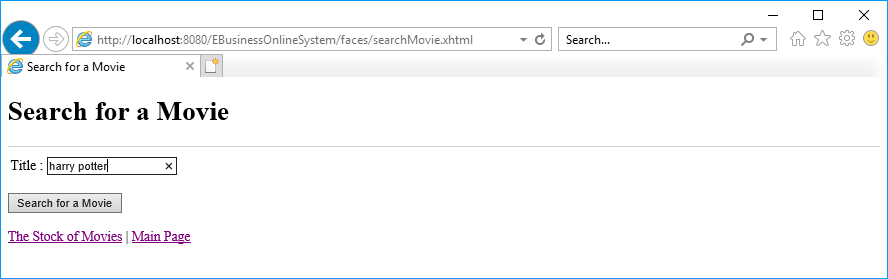 http://localhost:8080/EBusinessOnlineSystem/faces/searchMovie.xhtml Search...
Search for a Movie
Search for a Movie
Title : harry potter
Search for a Movie
The Stock of Movies | Main Page